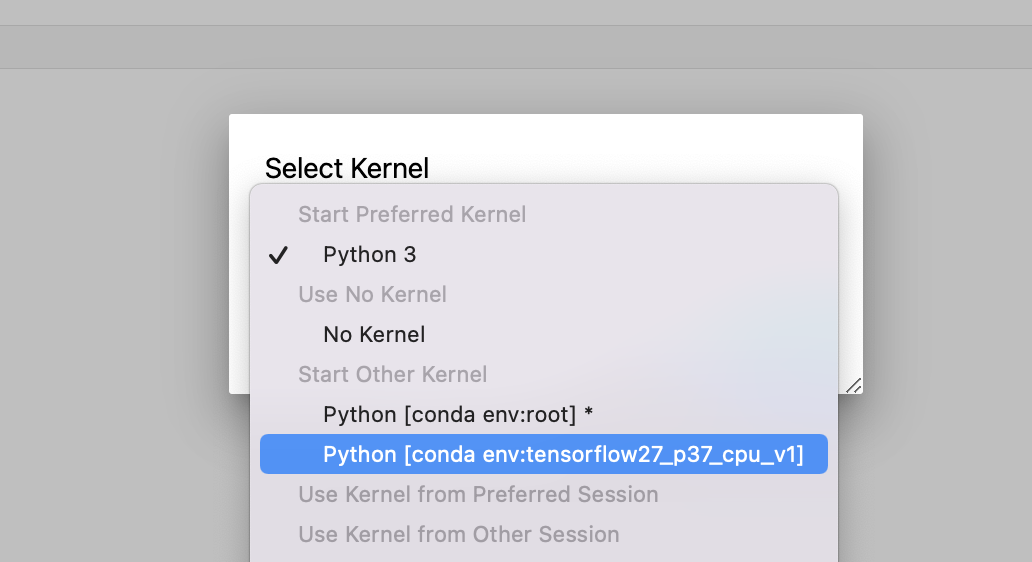 Select Kernel
Start Preferred Kernel
Python 3
Use No Kernel
No Kernel
Start Other Kernel
Python [conda env:root] *
Python [conda env:tensorflow27_p37_cpu_v1]
Use Kernel from Preferred Session
Use Kernel from Other Session